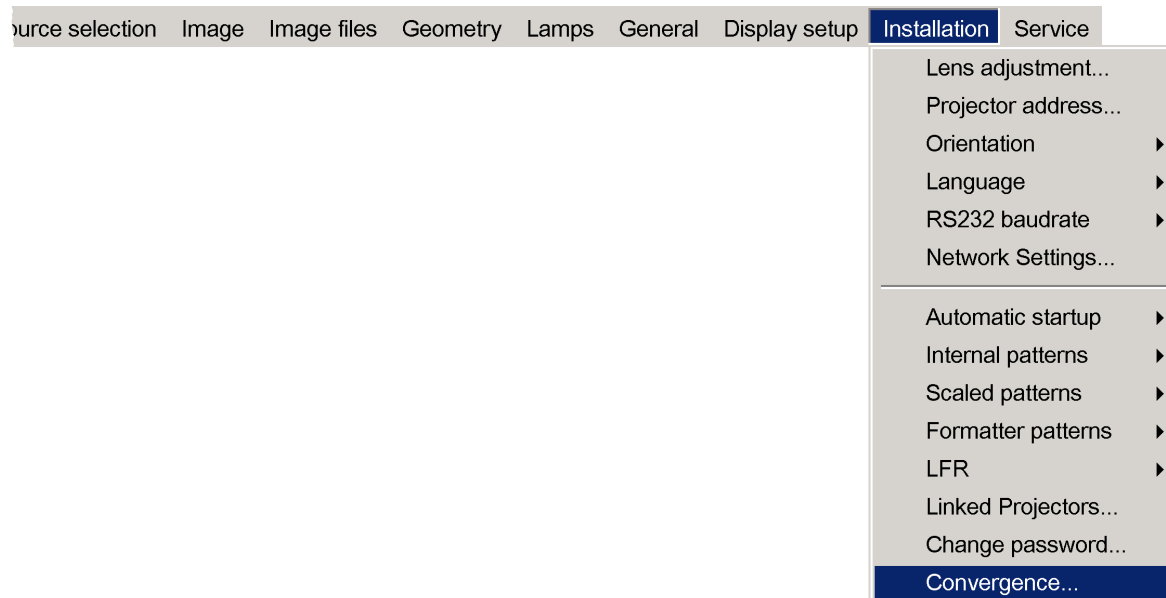 ource selection Image Image files Geometry Lamps General Display setup Installation Service
Lens adjustment...
Projector address...
Orientation
Language
RS232 baudrate
Network Settings...
Automatic startup
Internal patterns
Scaled patterns
Formatter patterns
LFR
Linked Projectors...
Change password...
Convergence...